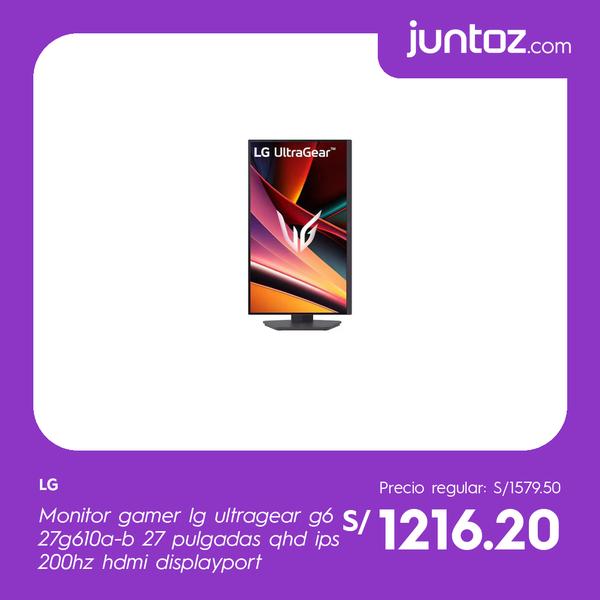 juntoz.com
LG UltraGear™
LG
Monitor gamer lg ultragear g6
27g610a-b 27 pulgadas qhd ips
200hz hdmi displayport
Precio regular: S/1579.50
S/ 1216.20